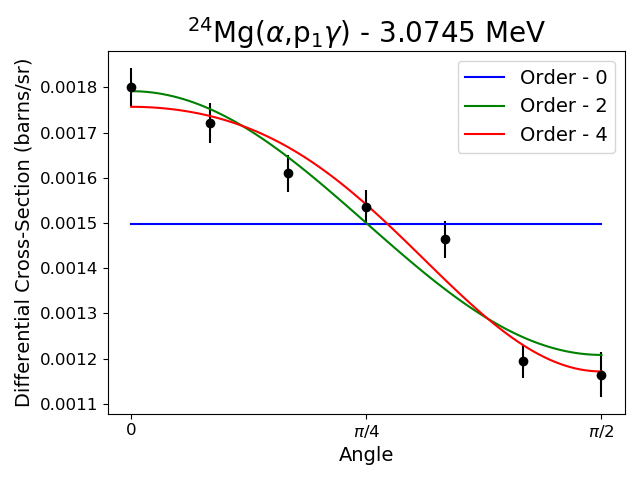 ²⁴Mg(α,p₁γ) - 3.0745 MeV
Differential Cross-Section (barns/sr)
0.0018
0.0017
0.0016
0.0015
0.0014
0.0013
0.0012
0.0011
Order - 0
Order - 2
Order - 4
0 π/4 π/2
Angle